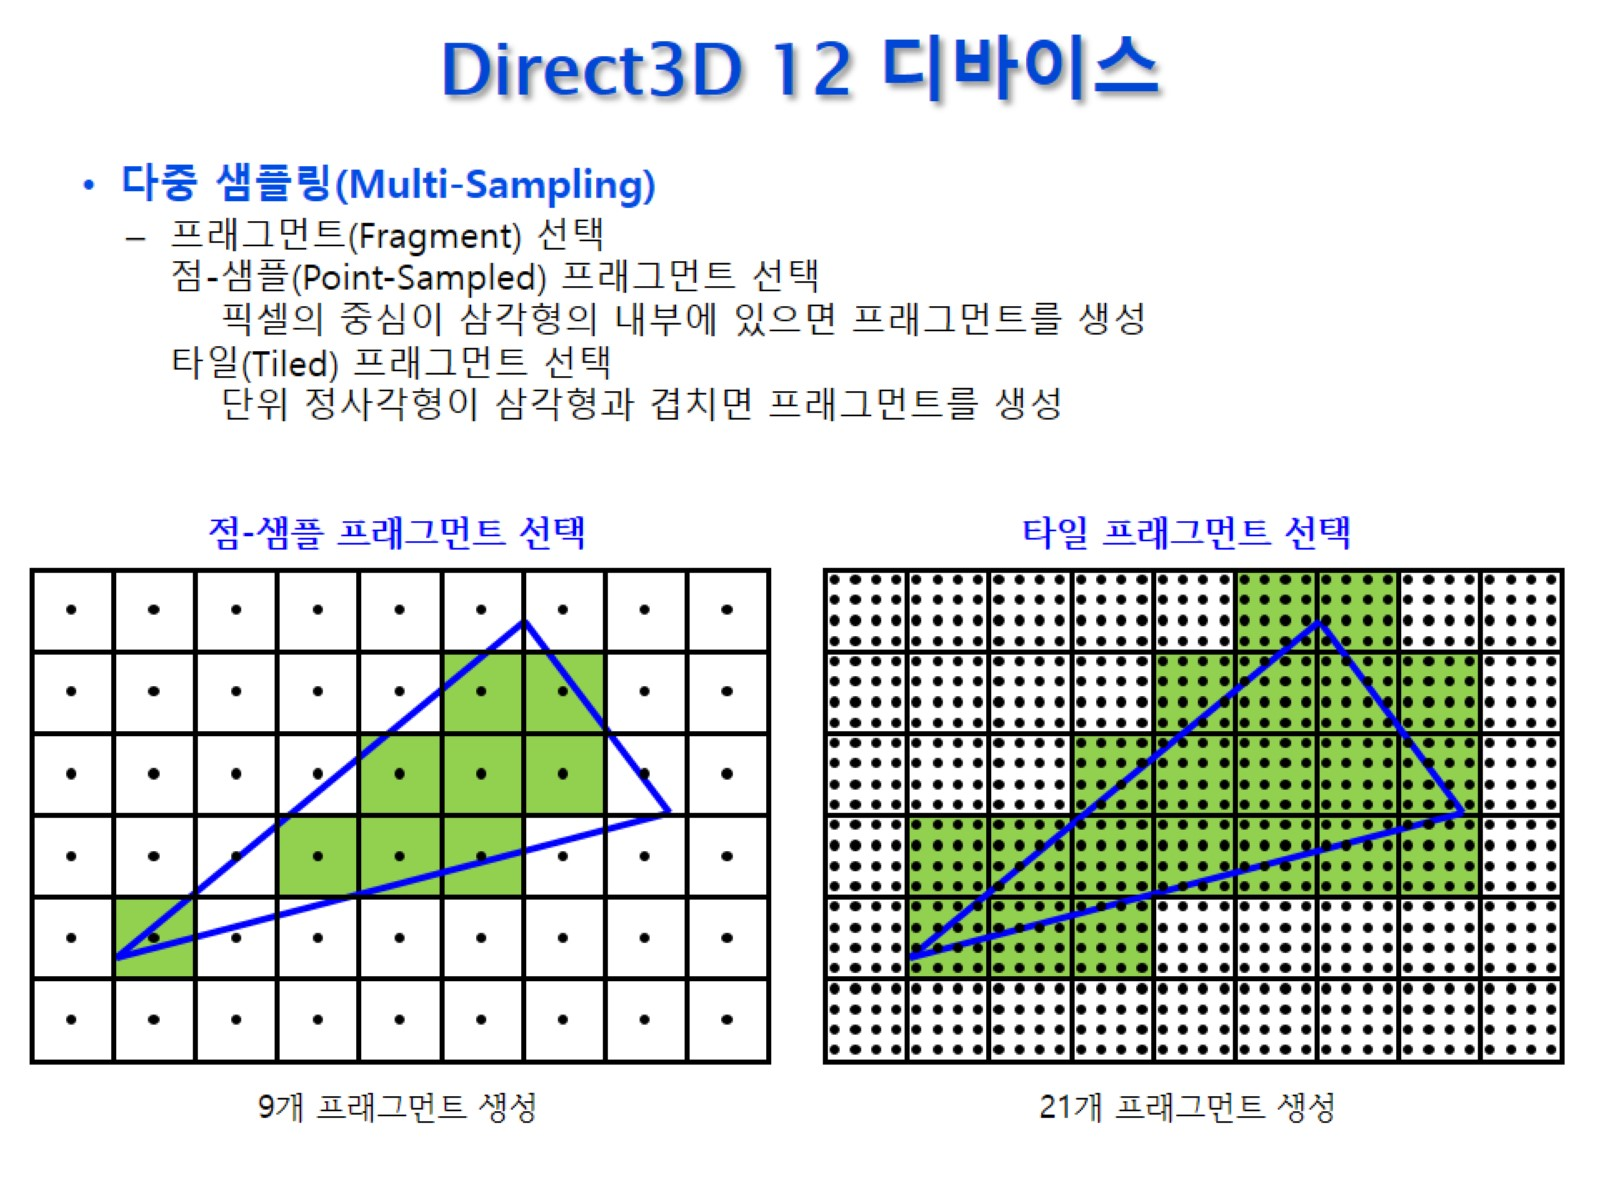 Direct3D 12 디바이스
• 다중 샘플링(Multi-Sampling)
– 프래그먼트(Fragment) 선택
점-샘플(Point-Sampled) 프래그먼트 선택
픽셀의 중심이 삼각형의 내부에 있으면 프래그먼트를 생성
타일(Tiled) 프래그먼트 선택
단위 정사각형이 삼각형과 겹치면 프래그먼트를 생성
점-샘플 프래그먼트 선택
타일 프래그먼트 선택
9개 프래그먼트 생성
21개 프래그먼트 생성